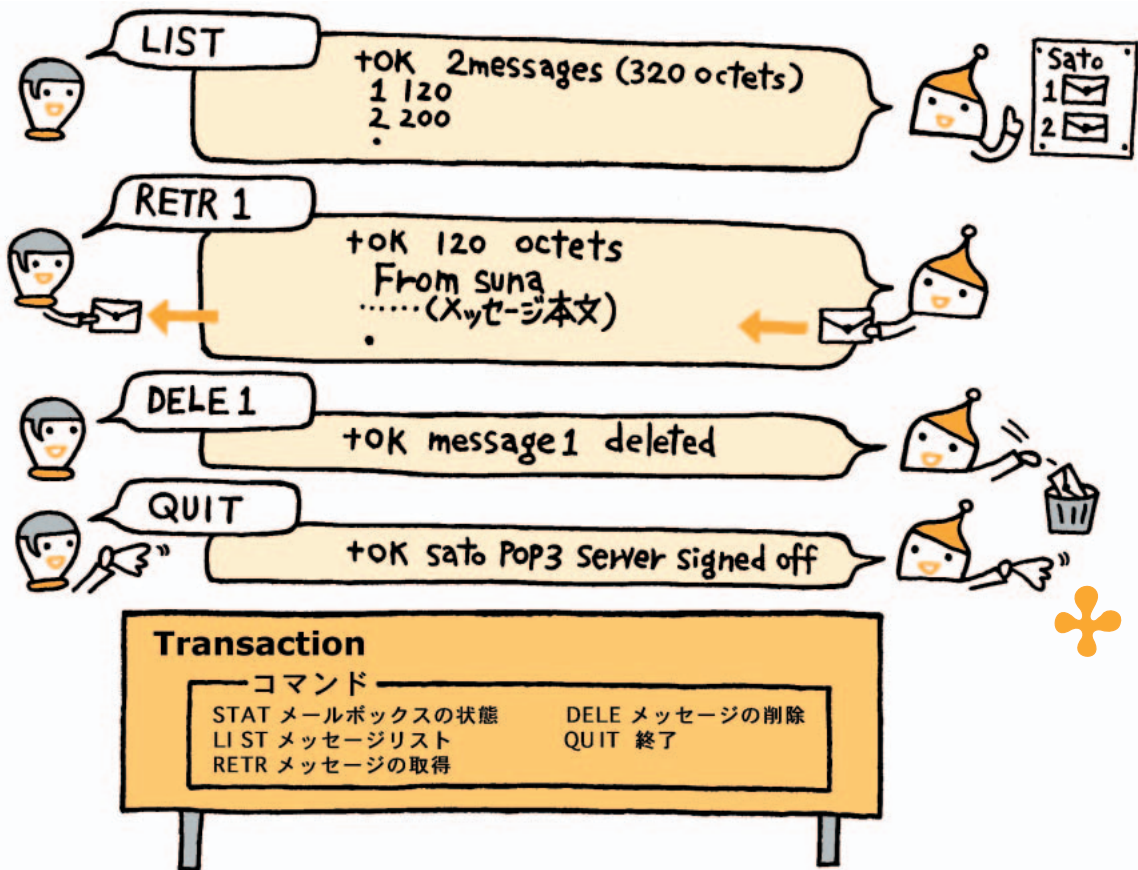 LIST
+OK 2messages (320 octets)
1 120
2 200
.
Sato
1
2
RETR 1
+OK 120 octets
From suna
……(メッセージ本文)
.
DELE 1
+OK message 1 deleted
QUIT
+OK sato POP3 server signed off
Transaction
コマンド
STAT メールボックスの状態
DELE メッセージの削除
LIST メッセージリスト
QUIT 終了
RETR メッセージの取得